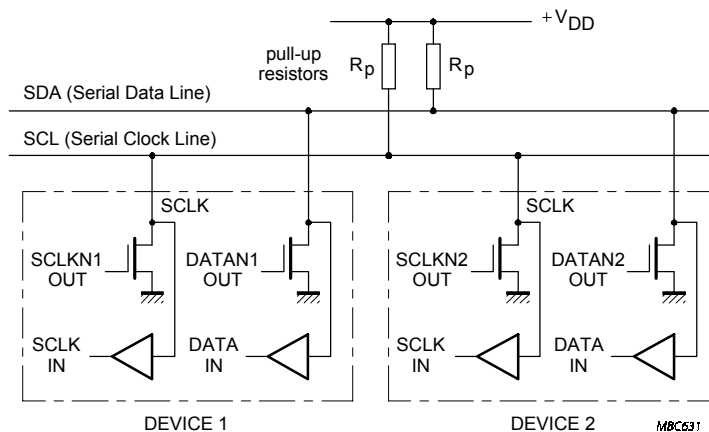 +VDD
pull-up
resistors
Rp
Rp
SDA (Serial Data Line)
SCL (Serial Clock Line)
SCLK
SCLK
SCLKN1
OUT
DATAN1
OUT
SCLKN2
OUT
DATAN2
OUT
SCLK
IN
DATA
IN
SCLK
IN
DATA
IN
DEVICE 1
DEVICE 2
MBC631